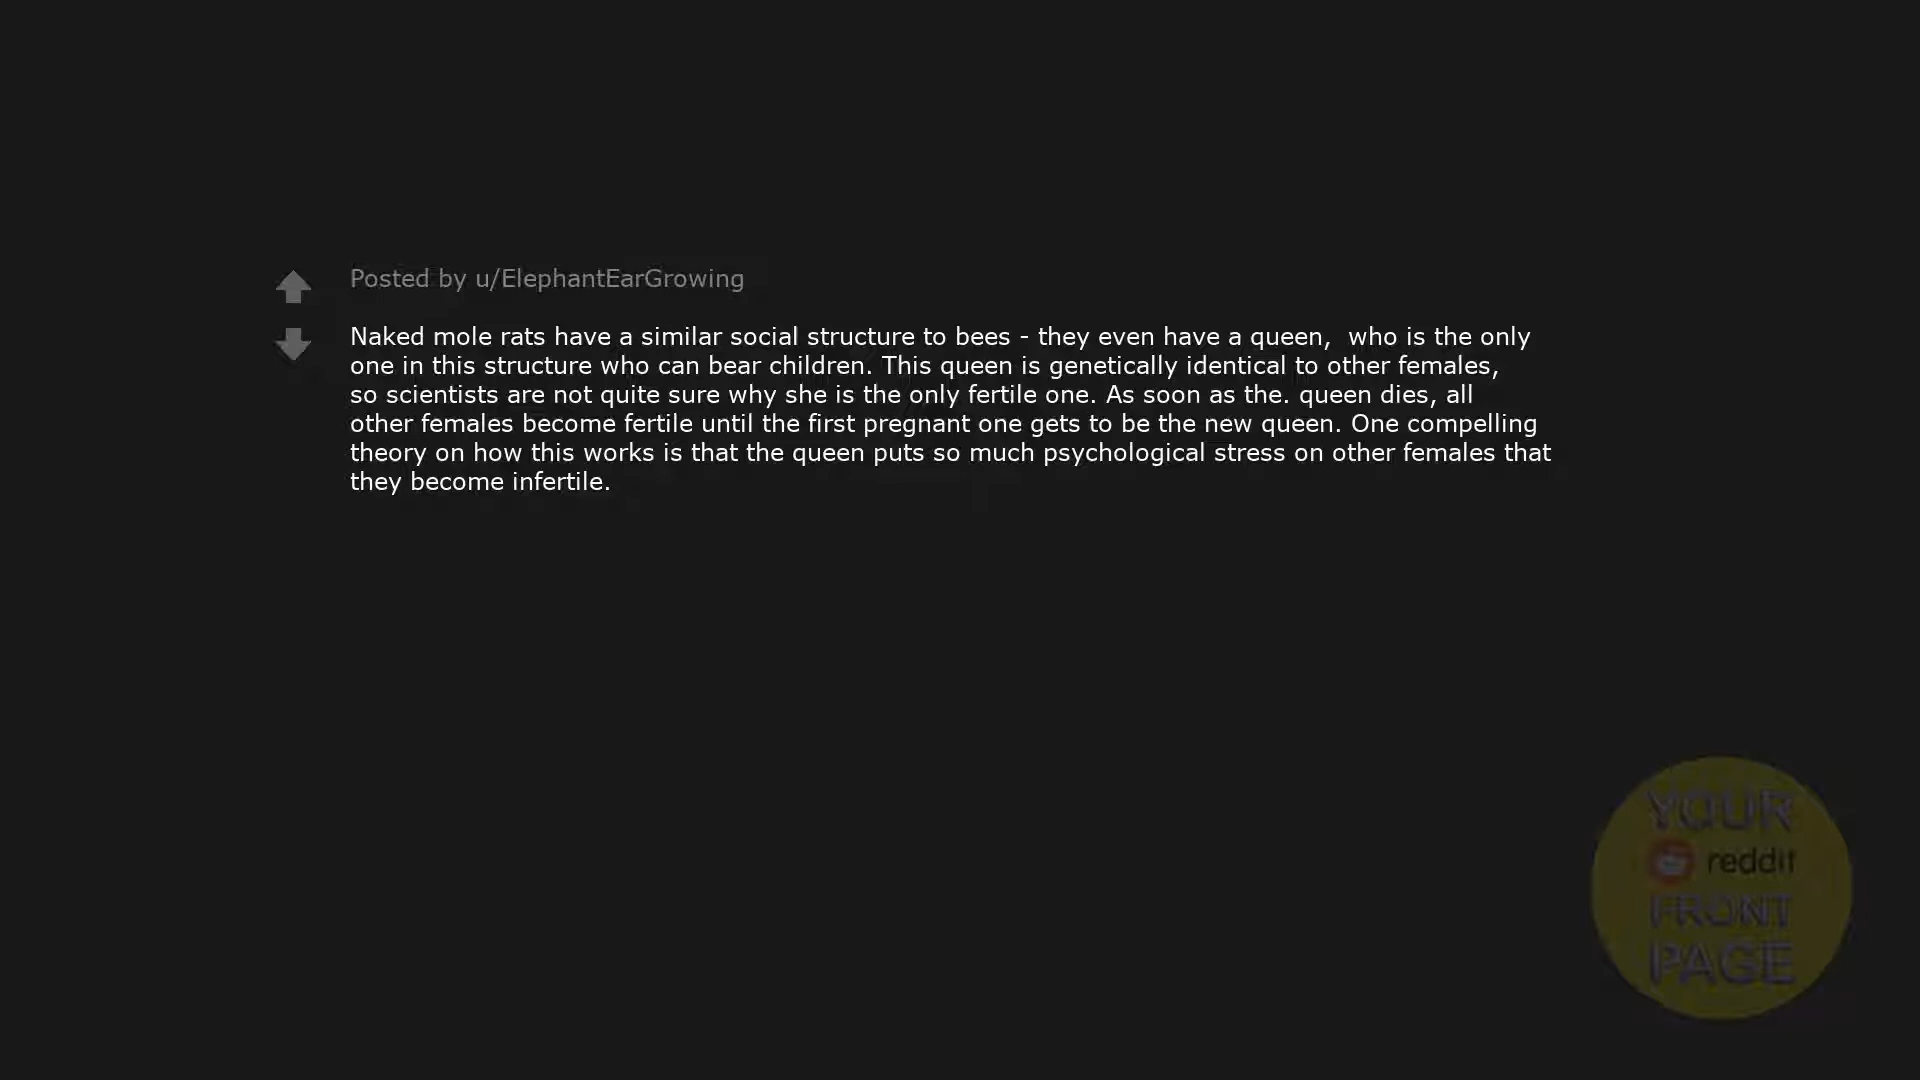 Posted by u/ElephantEarGrowing
Naked mole rats have a similar social structure to bees - they even have a queen,  who is the only
one in this structure who can bear children. This queen is genetically identical to other females,
so scientists are not quite sure why she is the only fertile one. As soon as the. queen dies, all
other females become fertile until the first pregnant one gets to be the new queen. One compelling
theory on how this works is that the queen puts so much psychological stress on other females that
they become infertile.
YOUR
reddit
FRONT
PAGE